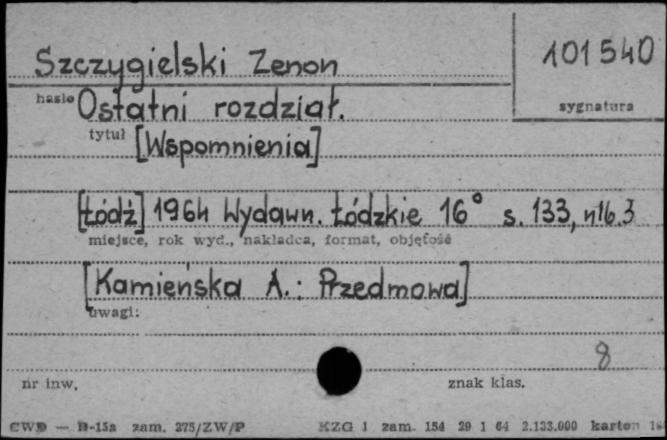 Szczygielski Zenon 101540
hasło Ostatni rozdział. sygnatura
tytuł [Wspomnienia]
[Łódź] 1964 Wydawn. Łódzkie 16° s. 133, nlb. 3
miejsce, rok wyd., nakładca, format, objętość
[Kamieńska A.: Przedmowa]
uwagi:
8
nr inw. znak klas.
CWD — D-15a zam. 275/ZW/P KZG 1 zam. 154 29 1 64 2.133.000 karton